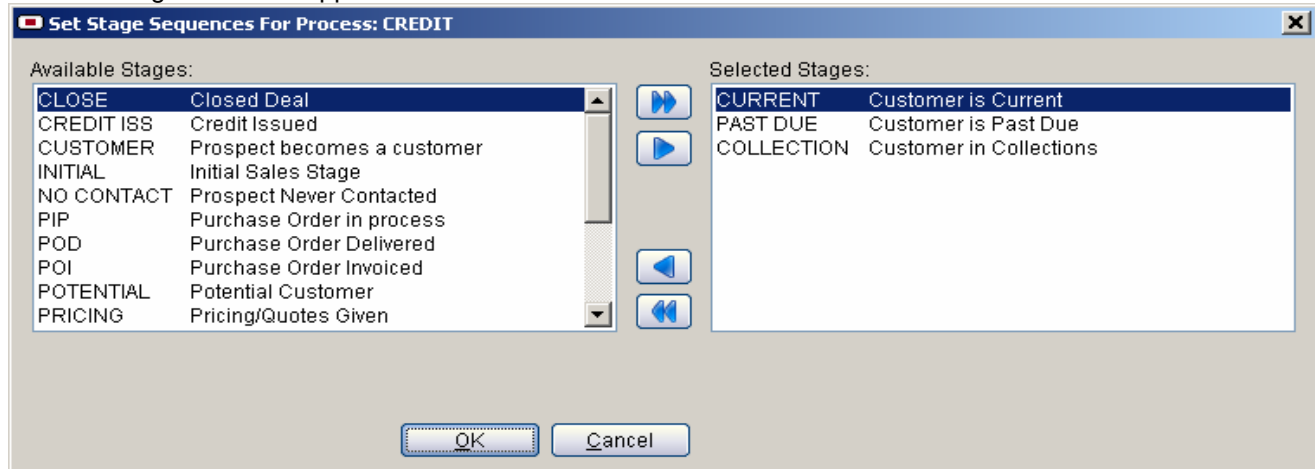 Set Stage Sequences For Process: CREDIT
Available Stages:
CLOSE Closed Deal
CREDIT ISS Credit Issued
CUSTOMER Prospect becomes a customer
INITIAL Initial Sales Stage
NO CONTACT Prospect Never Contacted
PIP Purchase Order in process
POD Purchase Order Delivered
POI Purchase Order Invoiced
POTENTIAL Potential Customer
PRICING Pricing/Quotes Given
Selected Stages:
CURRENT Customer is Current
PAST DUE Customer is Past Due
COLLECTION Customer in Collections
OK Cancel